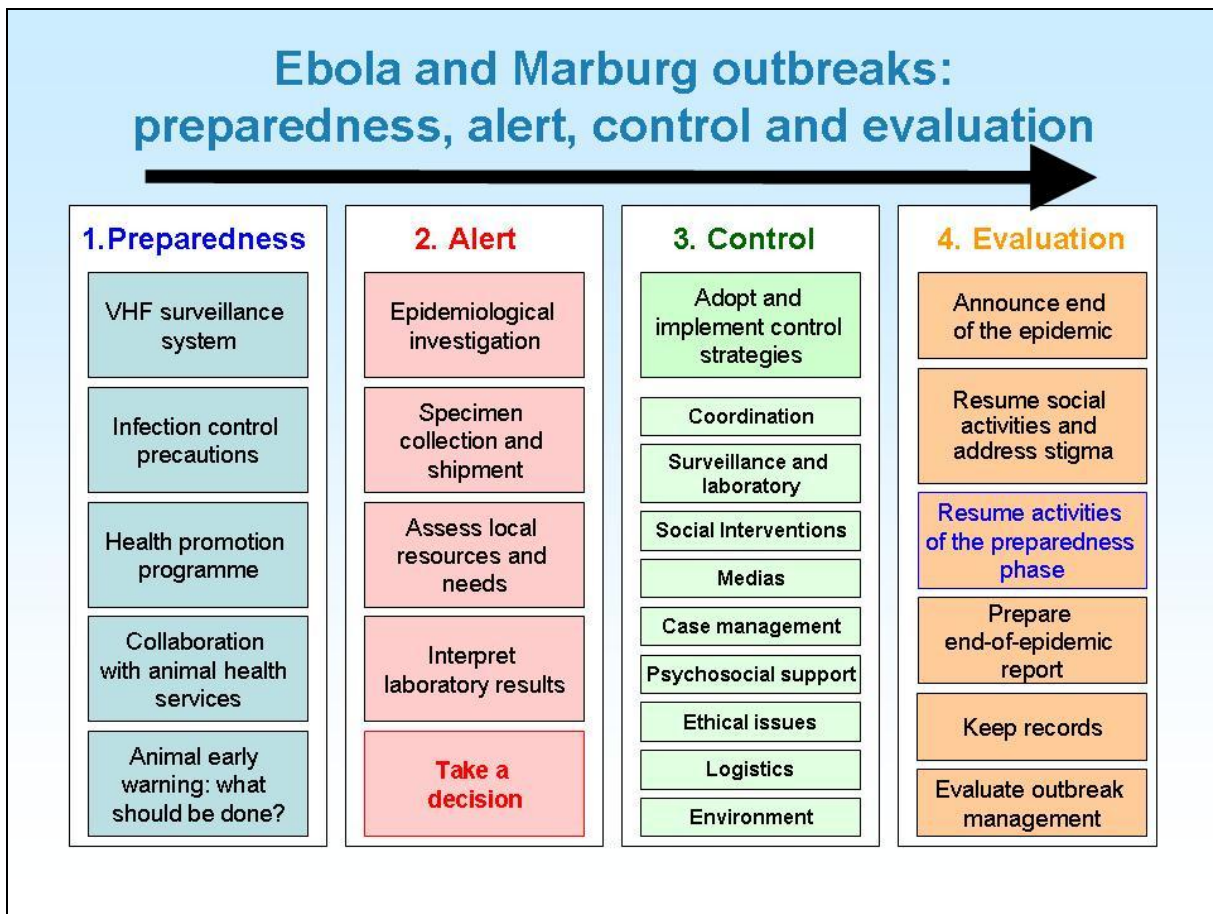 Ebola and Marburg outbreaks:
preparedness, alert, control and evaluation
1.Preparedness
VHF surveillance
system
Infection control
precautions
Health promotion
programme
Collaboration
with animal health
services
Animal early
warning: what
should be done?
2. Alert
Epidemiological
investigation
Specimen
collection and
shipment
Assess local
resources and
needs
Interpret
laboratory results
Take a
decision
3. Control
Adopt and
implement control
strategies
Coordination
Surveillance and
laboratory
Social Interventions
Medias
Case management
Psychosocial support
Ethical issues
Logistics
Environment
4. Evaluation
Announce end
of the epidemic
Resume social
activities and
address stigma
Resume activities
of the preparedness
phase
Prepare
end-of-epidemic
report
Keep records
Evaluate outbreak
management